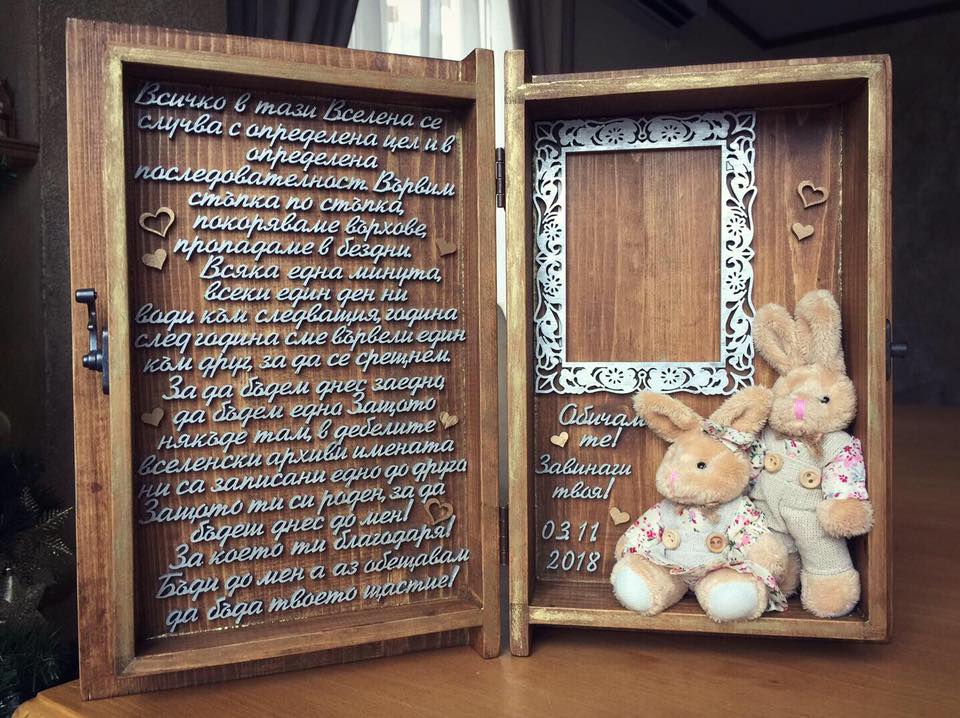 Всичко в тази Вселена се
случва с определена цел и в
определена
последователност. Вървим
стъпка по стъпка,
покоряваме върхове,
пропадаме в бездни.
Всяка една минута,
всеки един ден ни
води към следващия, година
след година сме вървели един
към друг, за да се срещнем.
За да бъдем днес заедно,
да бъдем една Защото
някъде там, в дебелите
вселенски архиви имената
ни са записани едно до друго
Защото ти си роден, за да
бъдеш днес до мен!
За което ти благодаря!
Бъди до мен а аз обещавам
да бъда твоето щастие!
Обичам
те!
Завинаги
твоя!
03.11
2018